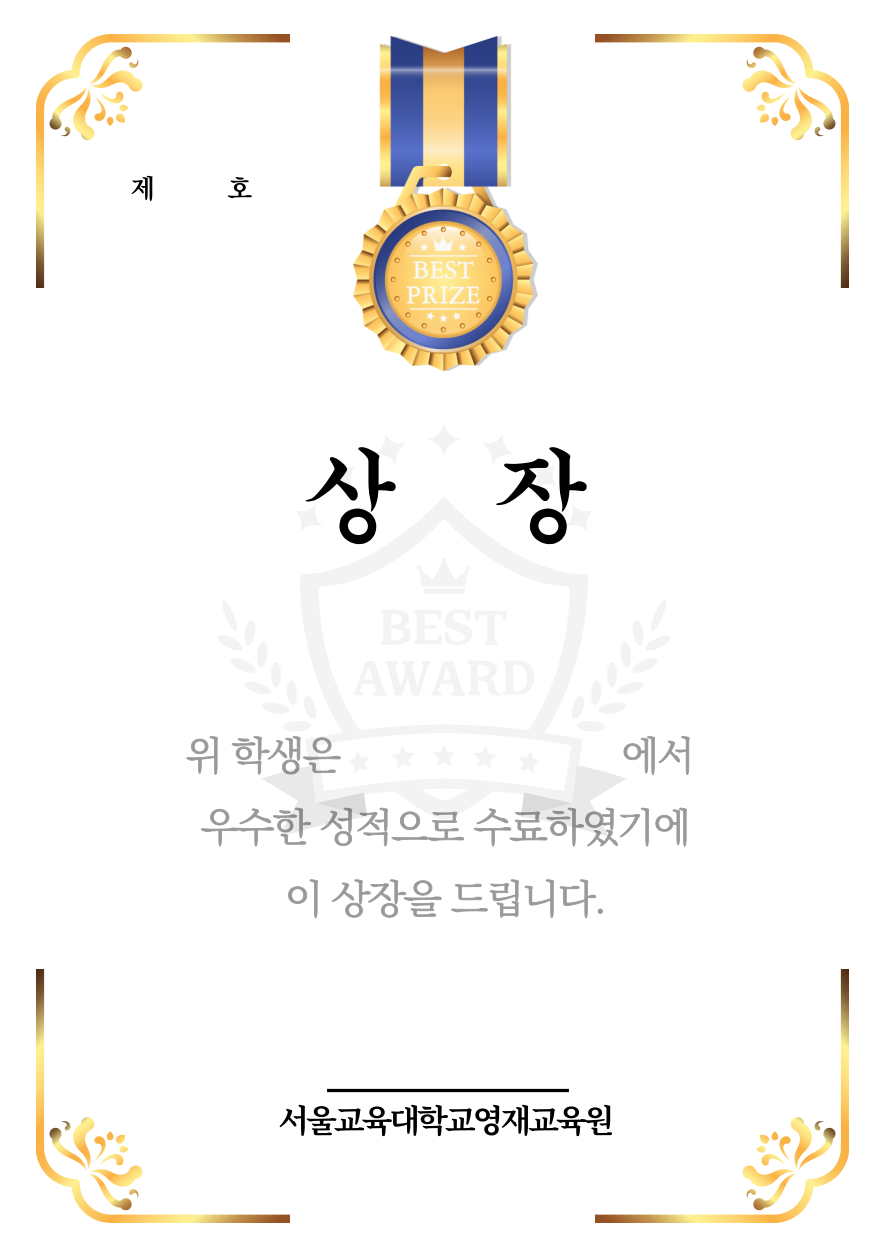 제 호
BEST
PRIZE
상 장
BEST
AWARD
위 학생은 에서
우수한 성적으로 수료하였기에
이 상장을 드립니다.
서울교육대학교영재교육원